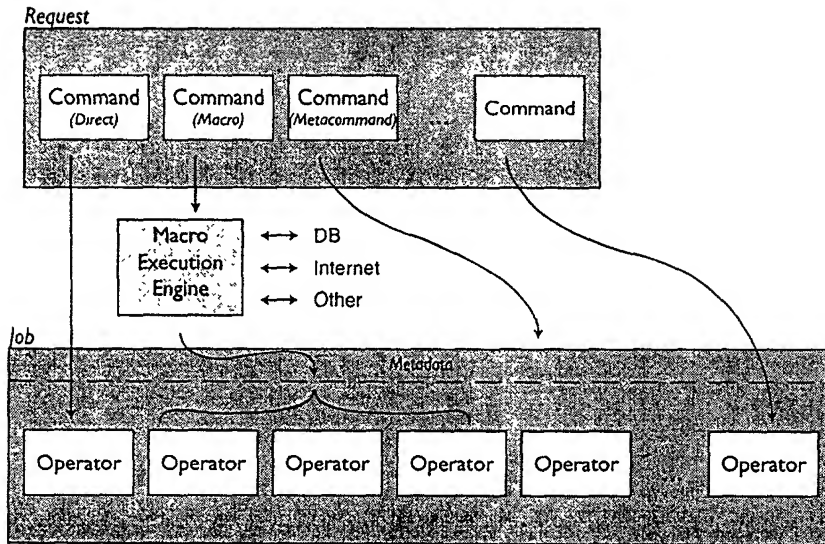 Request
Command
(Direct)
Command
(Macro)
Command
(Metacommand)
...
Command
Macro
Execution
Engine
DB
Internet
Other
Job
Metadata
Operator
Operator
Operator
Operator
Operator
Operator